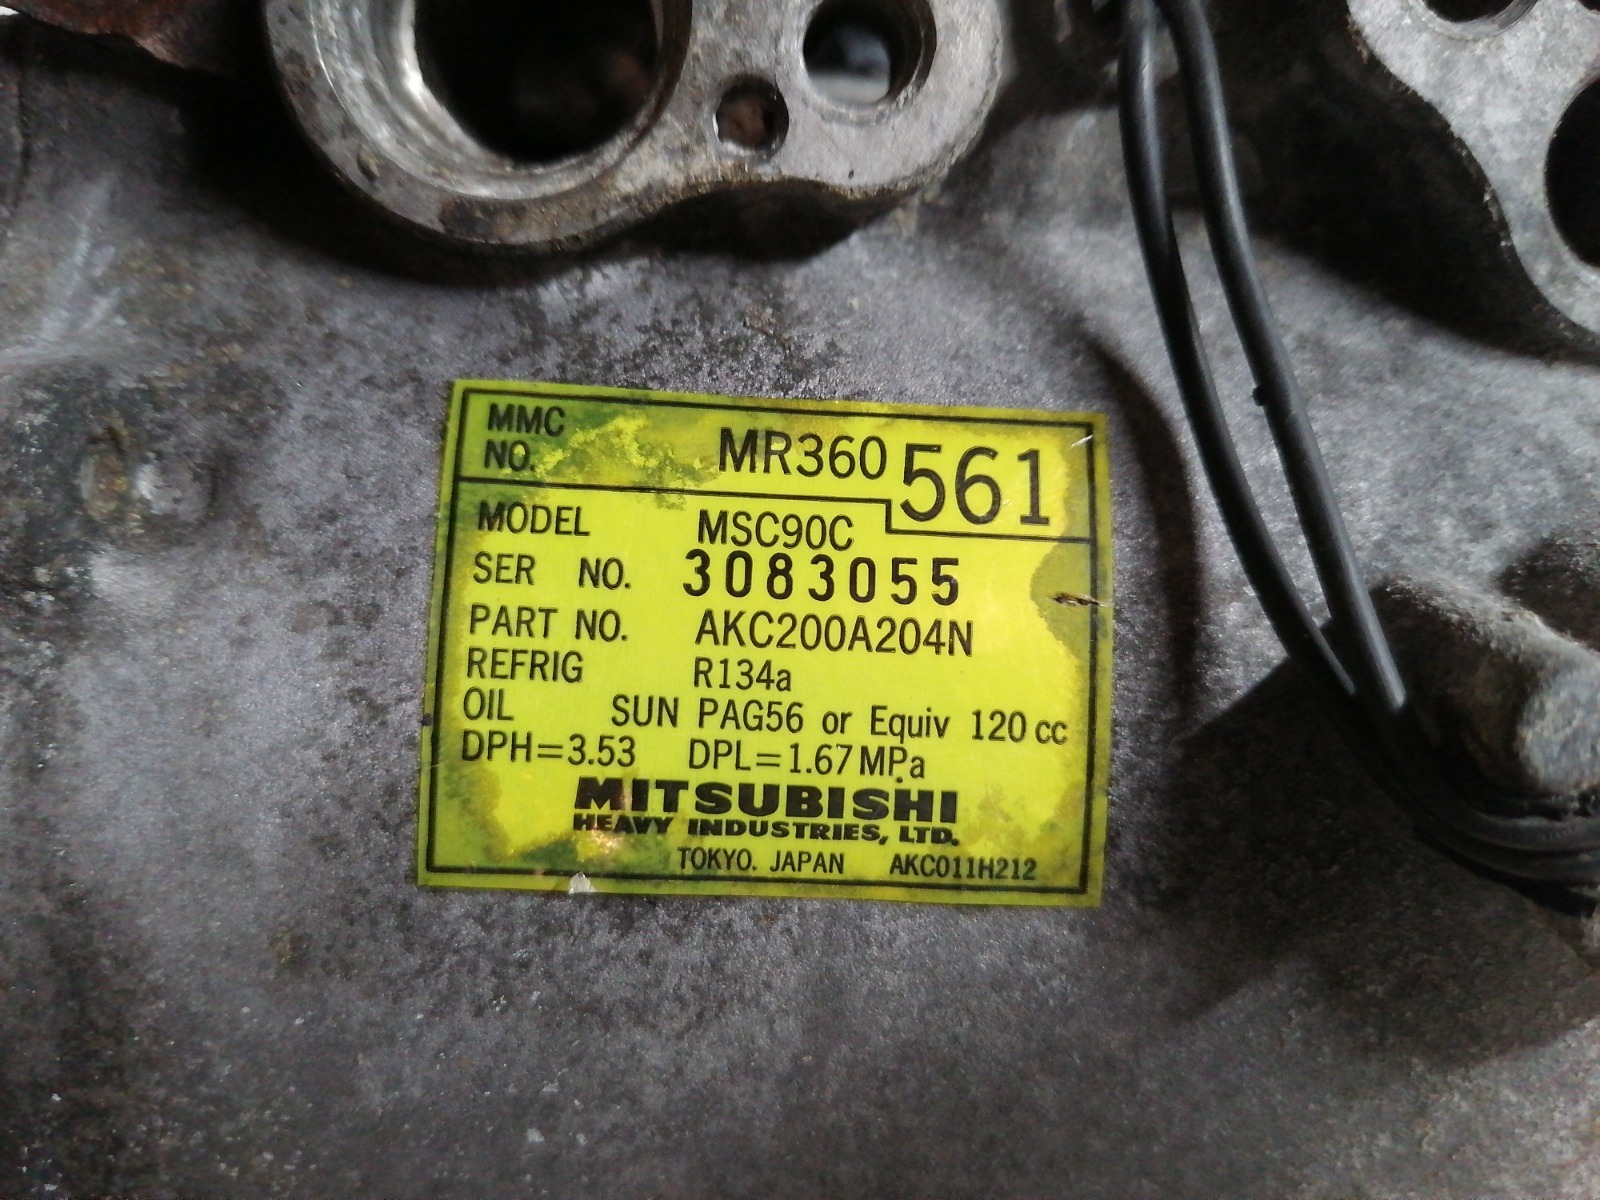 MMC
NO. MR360 561
MODEL MSC90C
SER NO. 3083055
PART NO. AKC200A204N
REFRIG R134a
OIL SUN PAG56 or Equiv 120 cc
DPH=3.53 DPL=1.67 MPa
MITSUBISHI
HEAVY INDUSTRIES, LTD.
TOKYO. JAPAN AKC011H212